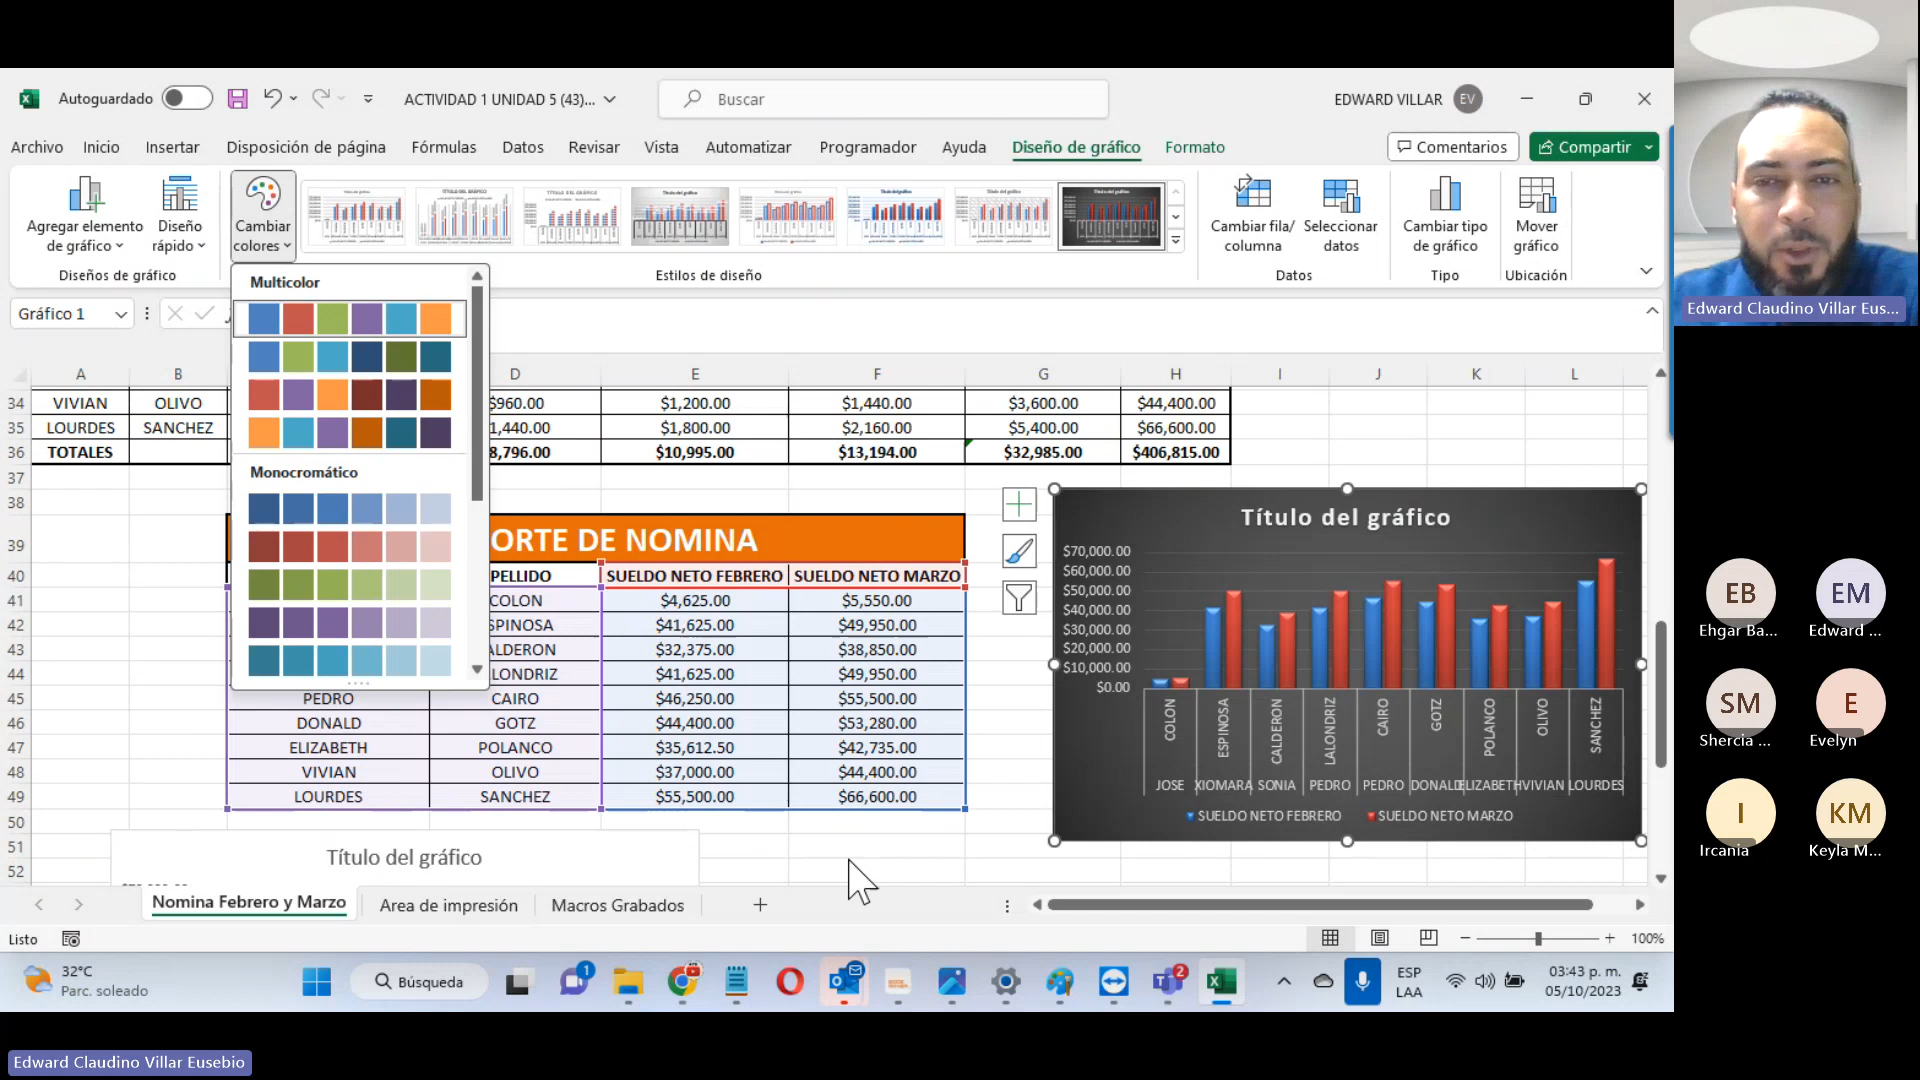 Autoguardado
ACTIVIDAD 1 UNIDAD 5 (43)...
Buscar
EDWARD VILLAR
EV
Archivo Inicio Insertar Disposición de página Fórmulas Datos Revisar Vista Automatizar Programador Ayuda Diseño de gráfico Formato
Comentarios
Compartir
Agregar elemento de gráfico
Diseño rápido
Cambiar colores
Cambiar fila/ columna
Seleccionar datos
Cambiar tipo de gráfico
Mover gráfico
Diseños de gráfico
Estilos de diseño
Datos
Tipo
Ubicación
Multicolor
Monocromático
Gráfico 1
A B D E F G H I J K L
34 VIVIAN OLIVO $960.00 $1,200.00 $1,440.00 $3,600.00 $44,400.00
35 LOURDES SANCHEZ 1,440.00 $1,800.00 $2,160.00 $5,400.00 $66,600.00
36 TOTALES 8,796.00 $10,995.00 $13,194.00 $32,985.00 $406,815.00
37
38
39 ORTE DE NOMINA
40 PELLIDO SUELDO NETO FEBRERO SUELDO NETO MARZO
41 COLON $4,625.00 $5,550.00
42 SPINOSA $41,625.00 $49,950.00
43 ALDERON $32,375.00 $38,850.00
44 LONDRIZ $41,625.00 $49,950.00
45 PEDRO CAIRO $46,250.00 $55,500.00
46 DONALD GOTZ $44,400.00 $53,280.00
47 ELIZABETH POLANCO $35,612.50 $42,735.00
48 VIVIAN OLIVO $37,000.00 $44,400.00
49 LOURDES SANCHEZ $55,500.00 $66,600.00
50
51
52
Título del gráfico
Título del gráfico
$70,000.00
$60,000.00
$50,000.00
$40,000.00
$30,000.00
$20,000.00
$10,000.00
$0.00
COLON ESPINOSA CALDERON LALONDRIZ CAIRO GOTZ POLANCO OLIVO SANCHEZ
JOSE XIOMARA SONIA PEDRO PEDRO DONALD ELIZABETH VIVIAN LOURDES
SUELDO NETO FEBRERO SUELDO NETO MARZO
Nomina Febrero y Marzo
Area de impresión
Macros Grabados
Listo
100%
32°C
Parc. soleado
Búsqueda
1
2
ESP
LAA
03:43 p. m.
05/10/2023
Edward Claudino Villar Eus...
EB
Ehgar Ba...
EM
Edward ...
SM
Shercia ...
E
Evelyn
I
Ircania
KM
Keyla M...
Edward Claudino Villar Eusebio